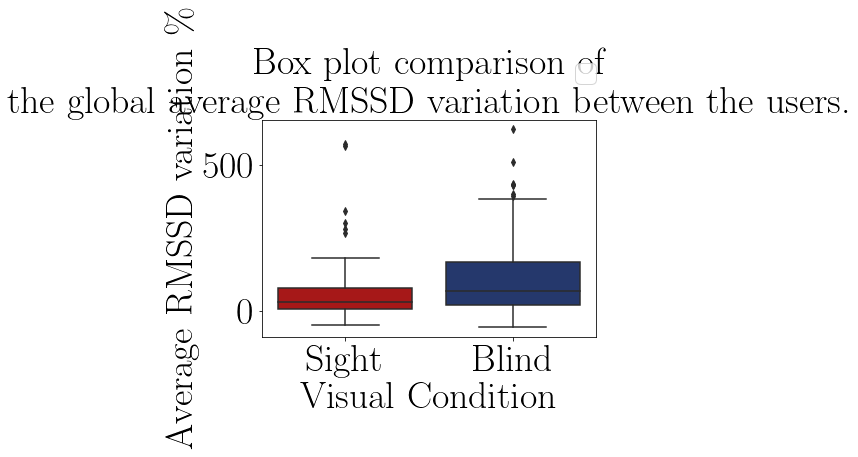 Box plot comparison of
the global average RMSSD variation between the users.
Average RMSSD variation %
500
0
Sight
Blind
Visual Condition